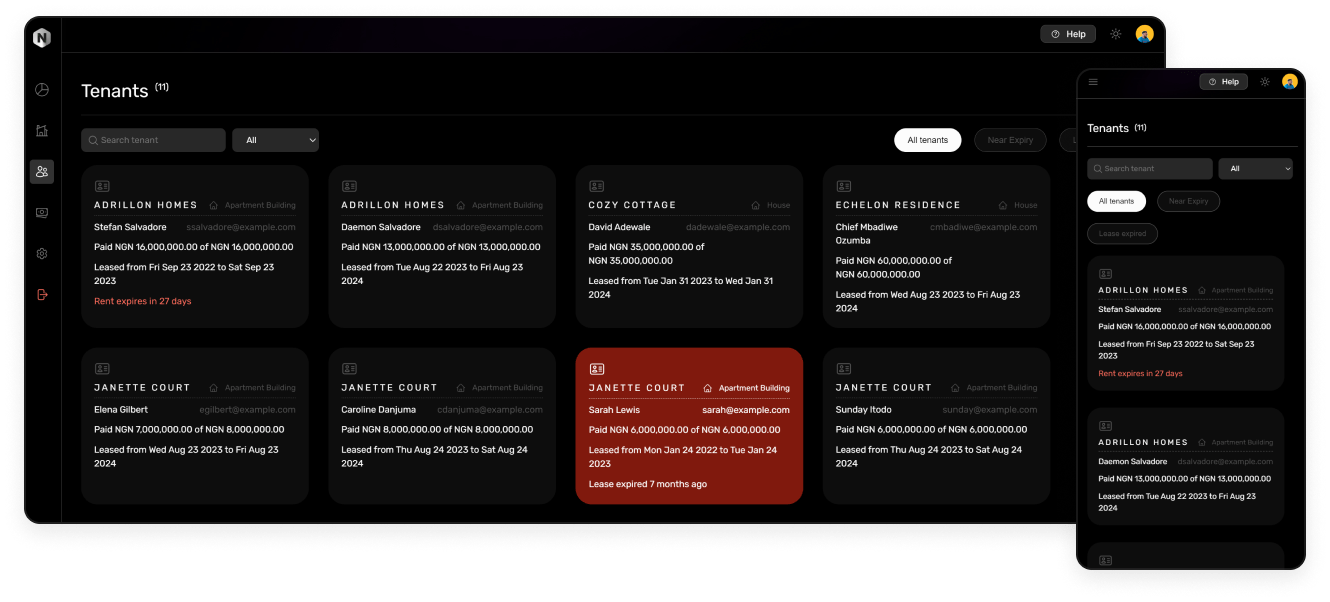 N
Help
Tenants (11)
Search tenant
All
All tenants
Near Expiry
L
ADRILLON HOMES Apartment Building
Stefan Salvadore ssalvadore@example.com
Paid NGN 16,000,000.00 of NGN 16,000,000.00
Leased from Fri Sep 23 2022 to Sat Sep 23
2023
Rent expires in 27 days
ADRILLON HOMES Apartment Building
Daemon Salvadore dsalvadore@example.com
Paid NGN 13,000,000.00 of NGN 13,000,000.00
Leased from Tue Aug 22 2023 to Fri Aug 23
2024
COZY COTTAGE House
David Adewale dadewale@example.com
Paid NGN 35,000,000.00 of
NGN 35,000,000.00
Leased from Tue Jan 31 2023 to Wed Jan 31
2024
ECHELON RESIDENCE House
Chief Mbadiwe cmbadiwe@example.com
Ozumba
Paid NGN 60,000,000.00 of
NGN 60,000,000.00
Leased from Wed Aug 23 2023 to Fri Aug 23
2024
JANETTE COURT Apartment Building
Elena Gilbert egilbert@example.com
Paid NGN 7,000,000.00 of NGN 8,000,000.00
Leased from Wed Aug 23 2023 to Fri Aug 23
2024
JANETTE COURT Apartment Building
Caroline Danjuma cdanjuma@example.com
Paid NGN 8,000,000.00 of NGN 8,000,000.00
Leased from Thu Aug 24 2023 to Sat Aug 24
2024
JANETTE COURT Apartment Building
Sarah Lewis sarah@example.com
Paid NGN 6,000,000.00 of NGN 6,000,000.00
Leased from Mon Jan 24 2022 to Tue Jan 24
2023
Lease expired 7 months ago
JANETTE COURT Apartment Building
Sunday Itodo sunday@example.com
Paid NGN 6,000,000.00 of NGN 6,000,000.00
Leased from Thu Aug 24 2023 to Sat Aug 24
2024
Help
Tenants (11)
Search tenant
All
All tenants
Near Expiry
Lease expired
ADRILLON HOMES Apartment Building
Stefan Salvadore ssalvadore@example.com
Paid NGN 16,000,000.00 of NGN 16,000,000.00
Leased from Fri Sep 23 2022 to Sat Sep 23
2023
Rent expires in 27 days
ADRILLON HOMES Apartment Building
Daemon Salvadore dsalvadore@example.com
Paid NGN 13,000,000.00 of NGN 13,000,000.00
Leased from Tue Aug 22 2023 to Fri Aug 23
2024